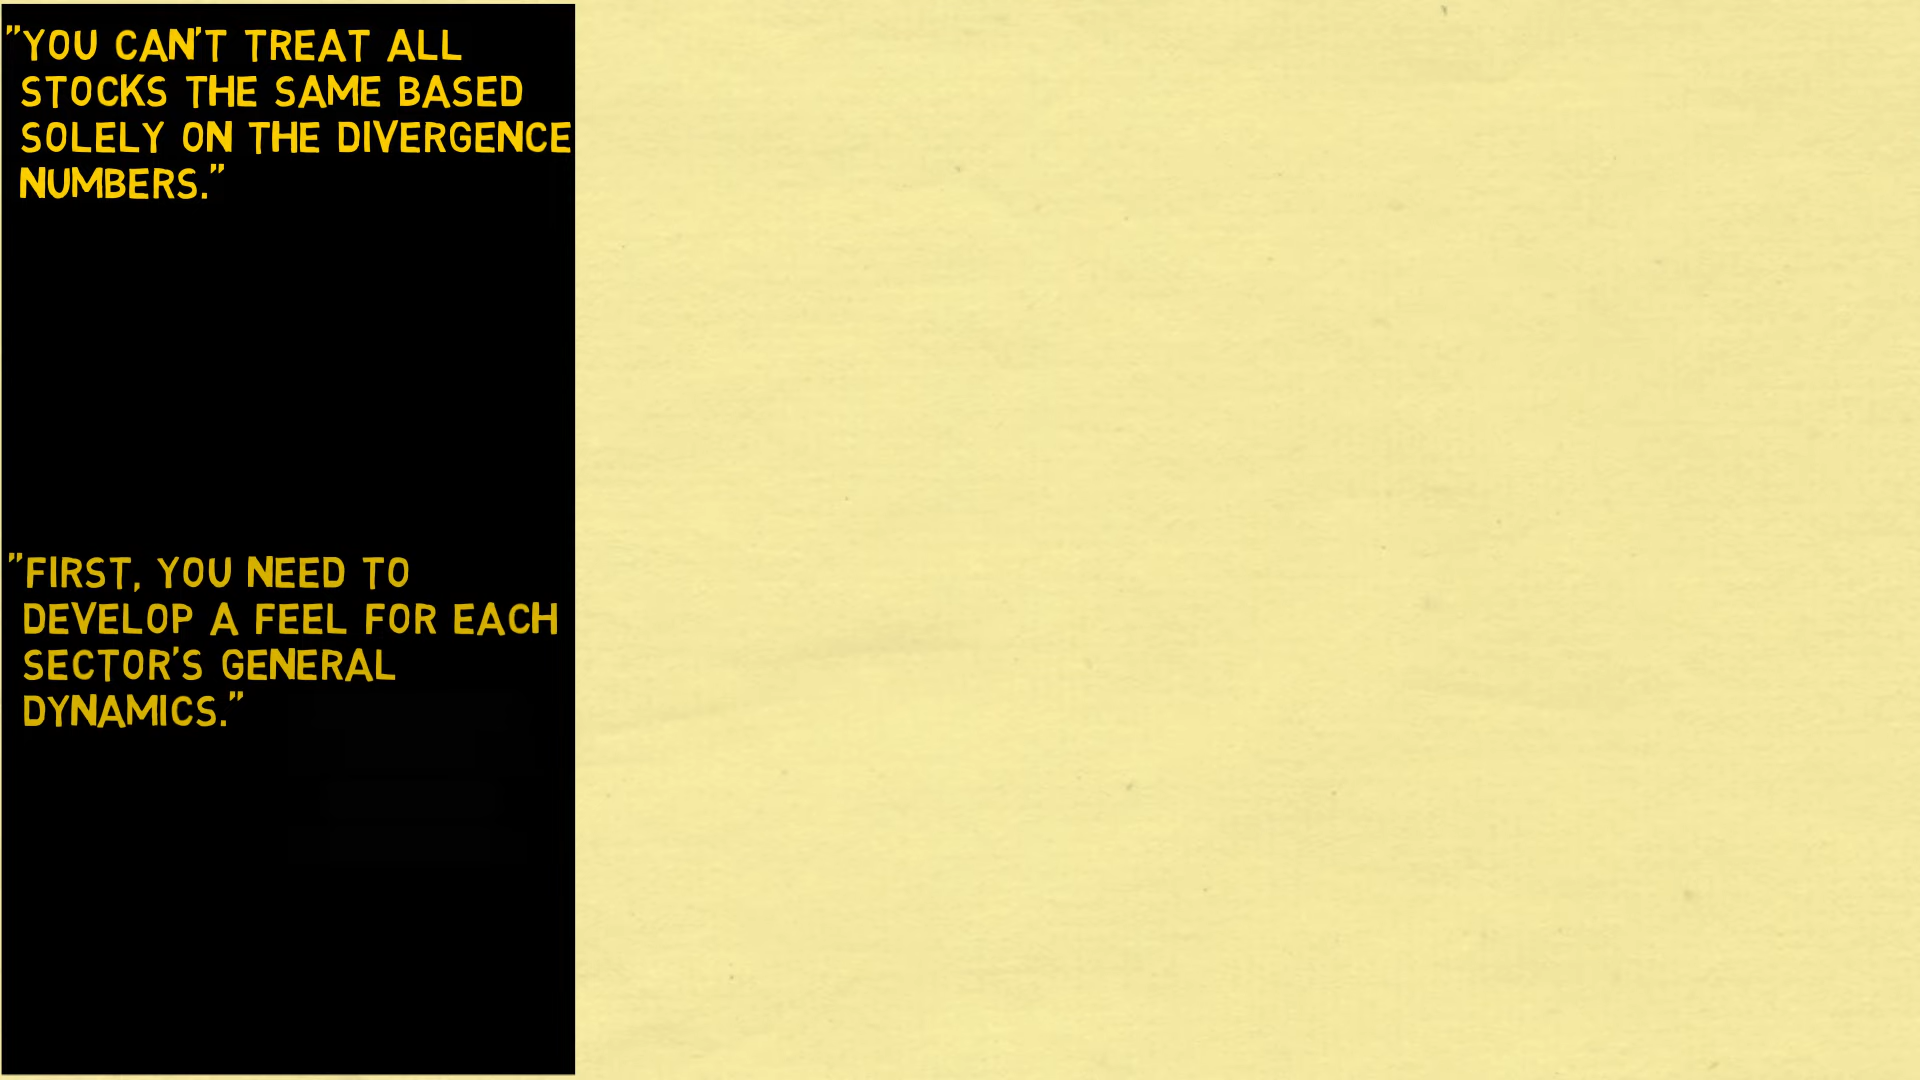 "YOU CAN'T TREAT ALL
STOCKS THE SAME BASED
SOLELY ON THE DIVERGENCE
NUMBERS."
"FIRST, YOU NEED TO
DEVELOP A FEEL FOR EACH
SECTOR'S GENERAL
DYNAMICS."